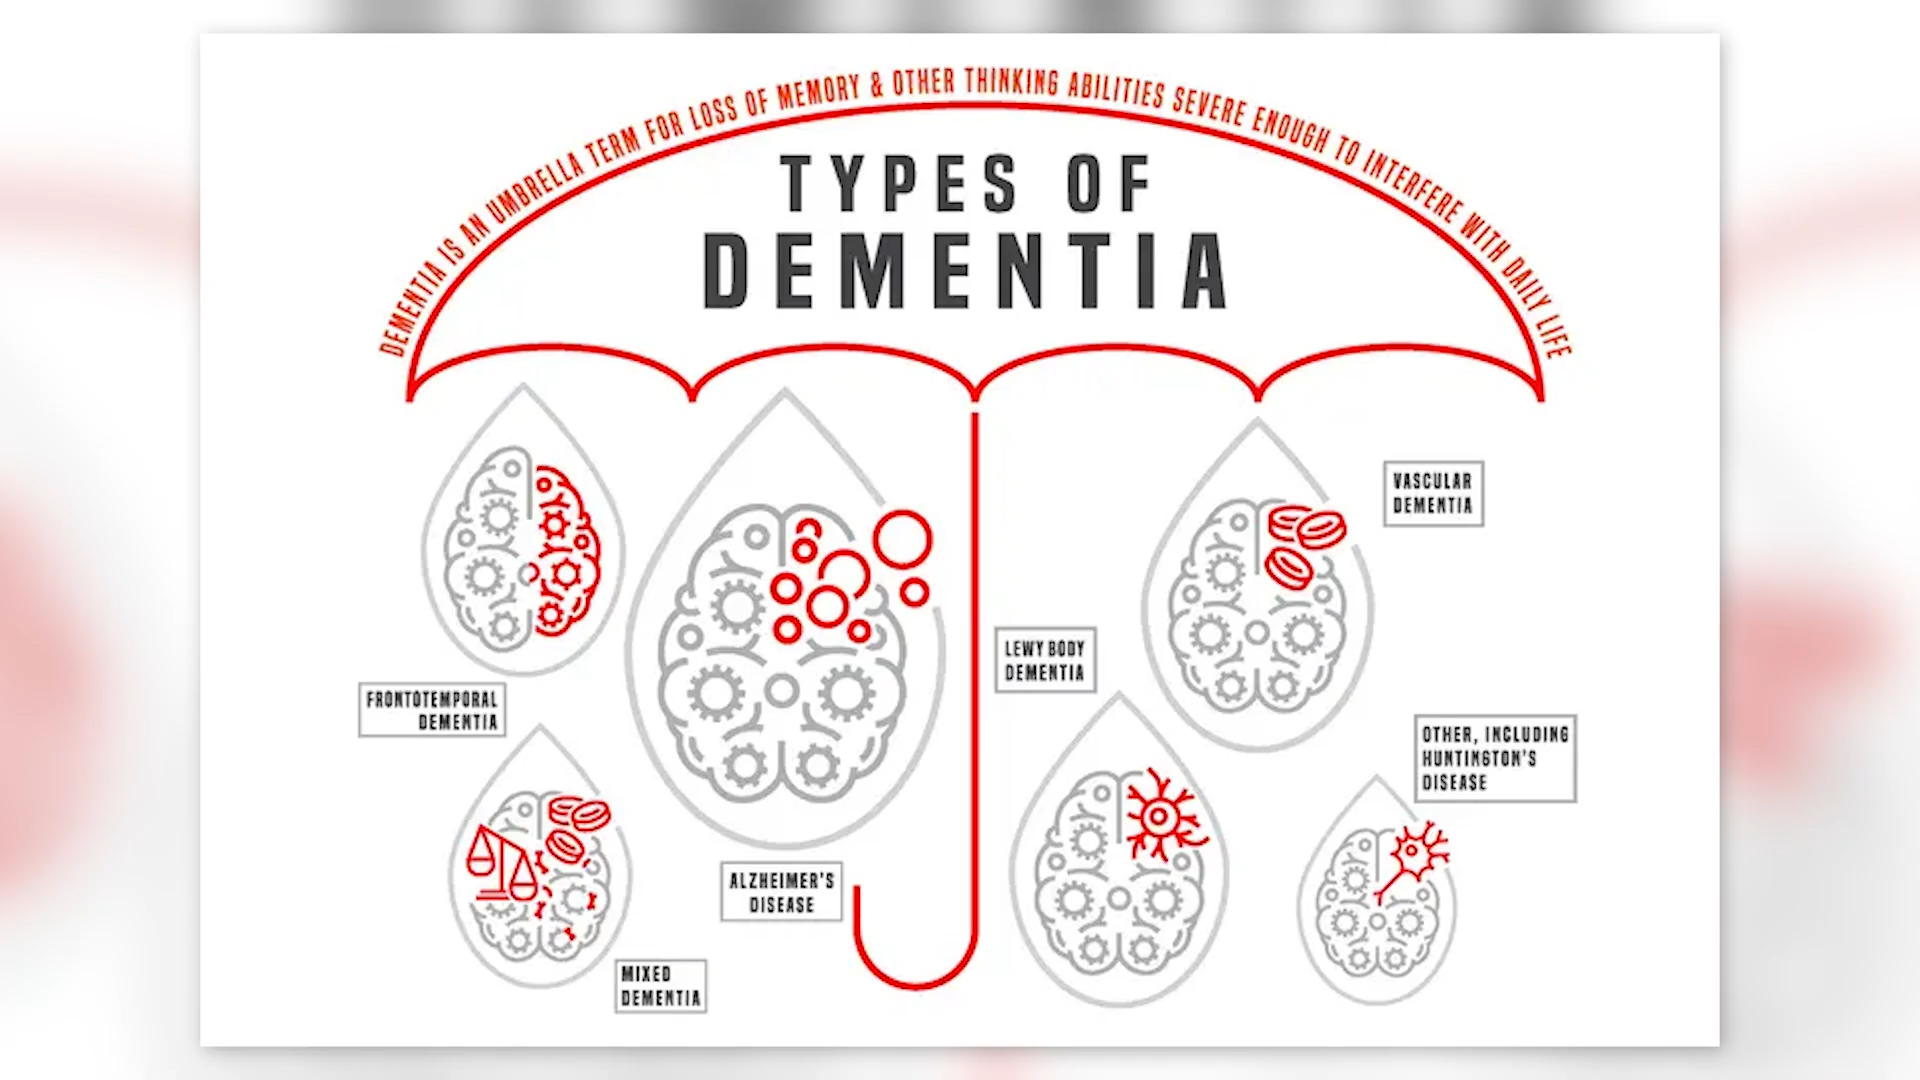 DEMENTIA IS AN UMBRELLA TERM FOR LOSS OF MEMORY & OTHER THINKING ABILITIES SEVERE ENOUGH TO INTERFERE WITH DAILY LIFE
TYPES OF
DEMENTIA
FRONTOTEMPORAL
DEMENTIA
MIXED
DEMENTIA
ALZHEIMER'S
DISEASE
LEWY BODY
DEMENTIA
VASCULAR
DEMENTIA
OTHER, INCLUDING
HUNTINGTON'S
DISEASE